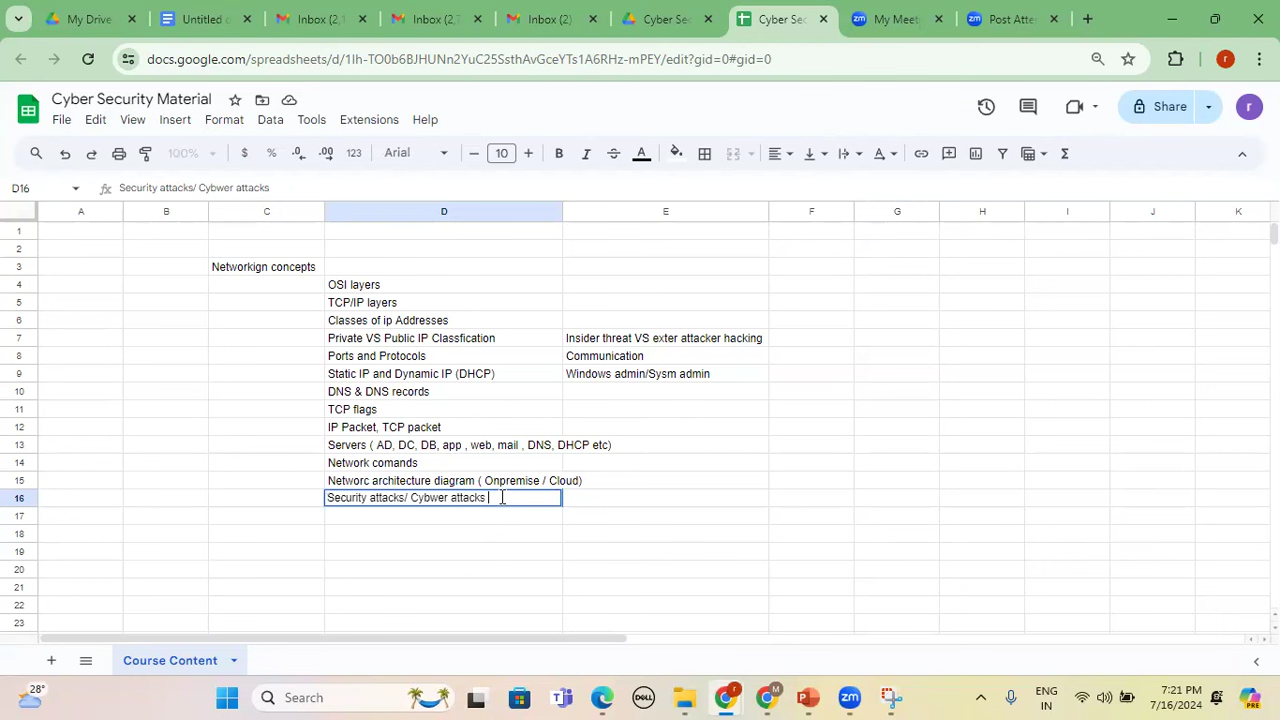 My Drive
Untitled
Inbox (2,1
Inbox (2,7
Inbox (2)
Cyber Sec
Cyber Sec
My Meet
Post Atte
docs.google.com/spreadsheets/d/1Ih-TO0b6BJHUNn2YuC25SsthAvGceYTs1A6RHz-mPEY/edit?gid=0#gid=0
Cyber Security Material
File Edit View Insert Format Data Tools Extensions Help
Share
100% $ % .0 .00 123 Arial 10 B I A
D16 fx Security attacks/ Cybwer attacks
A B C D E F G H I J K
1
2
3 Networkign concepts
4 OSI layers
5 TCP/IP layers
6 Classes of ip Addresses
7 Private VS Public IP Classfication Insider threat VS exter attacker hacking
8 Ports and Protocols Communication
9 Static IP and Dynamic IP (DHCP) Windows admin/Sysm admin
10 DNS & DNS records
11 TCP flags
12 IP Packet, TCP packet
13 Servers ( AD, DC, DB, app , web, mail , DNS, DHCP etc)
14 Network comands
15 Networc architecture diagram ( Onpremise / Cloud)
16 Security attacks/ Cybwer attacks
17
18
19
20
21
22
23
Course Content
28°
Search
DELL
ENG
IN
7:21 PM
7/16/2024
PRE